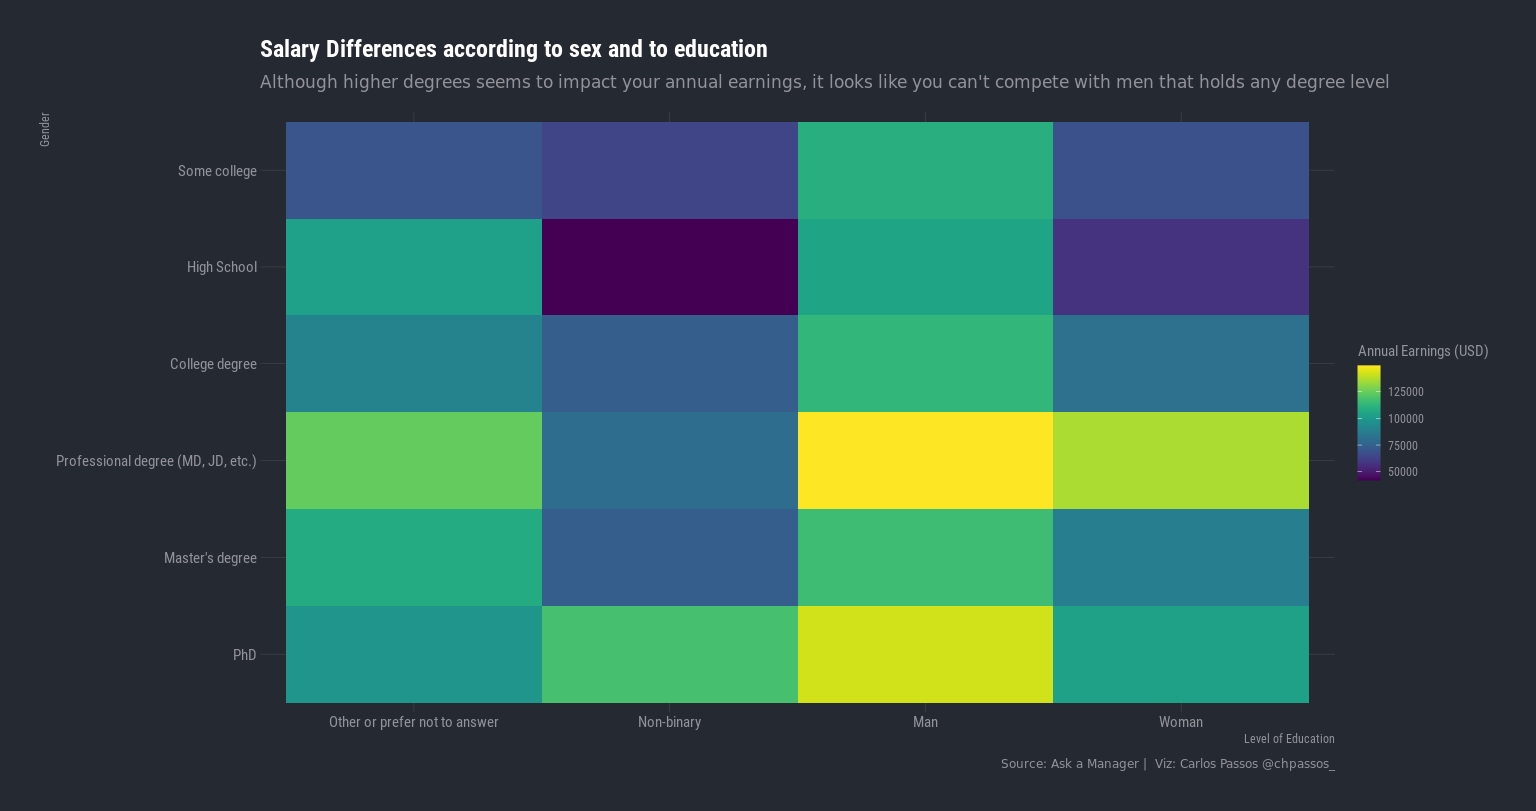 Salary Differences according to sex and to education
Although higher degrees seems to impact your annual earnings, it looks like you can't compete with men that holds any degree level
Gender
Some college
High School
College degree
Professional degree (MD, JD, etc.)
Master's degree
PhD
Other or prefer not to answer
Non-binary
Man
Woman
Level of Education
Annual Earnings (USD)
125000
100000
75000
50000
Source: Ask a Manager | Viz: Carlos Passos @chpassos_